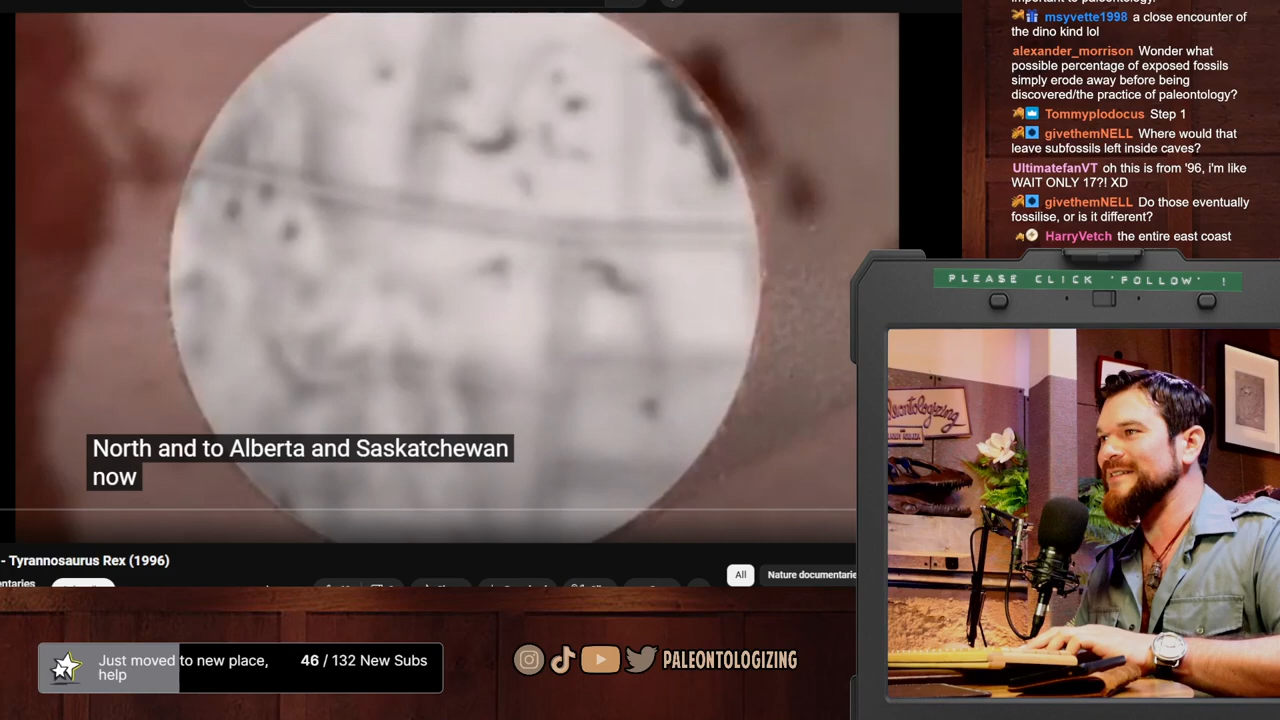 important to paleontology.
msyvette1998 a close encounter of
the dino kind lol
alexander_morrison Wonder what
possible percentage of exposed fossils
simply erode away before being
discovered/the practice of paleontology?
Tommyplodocus Step 1
givethemNELL Where would that
leave subfossils left inside caves?
UltimatefanVT oh this is from '96, i'm like
WAIT ONLY 17?! XD
givethemNELL Do those eventually
fossilise, or is it different?
HarryVetch the entire east coast
PLEASE CLICK 'FOLLOW' !
North and to Alberta and Saskatchewan
now
- Tyrannosaurus Rex (1996)
All
Nature documentarie
Just moved to new place,
help
46 / 132 New Subs
PALEONTOLOGIZING